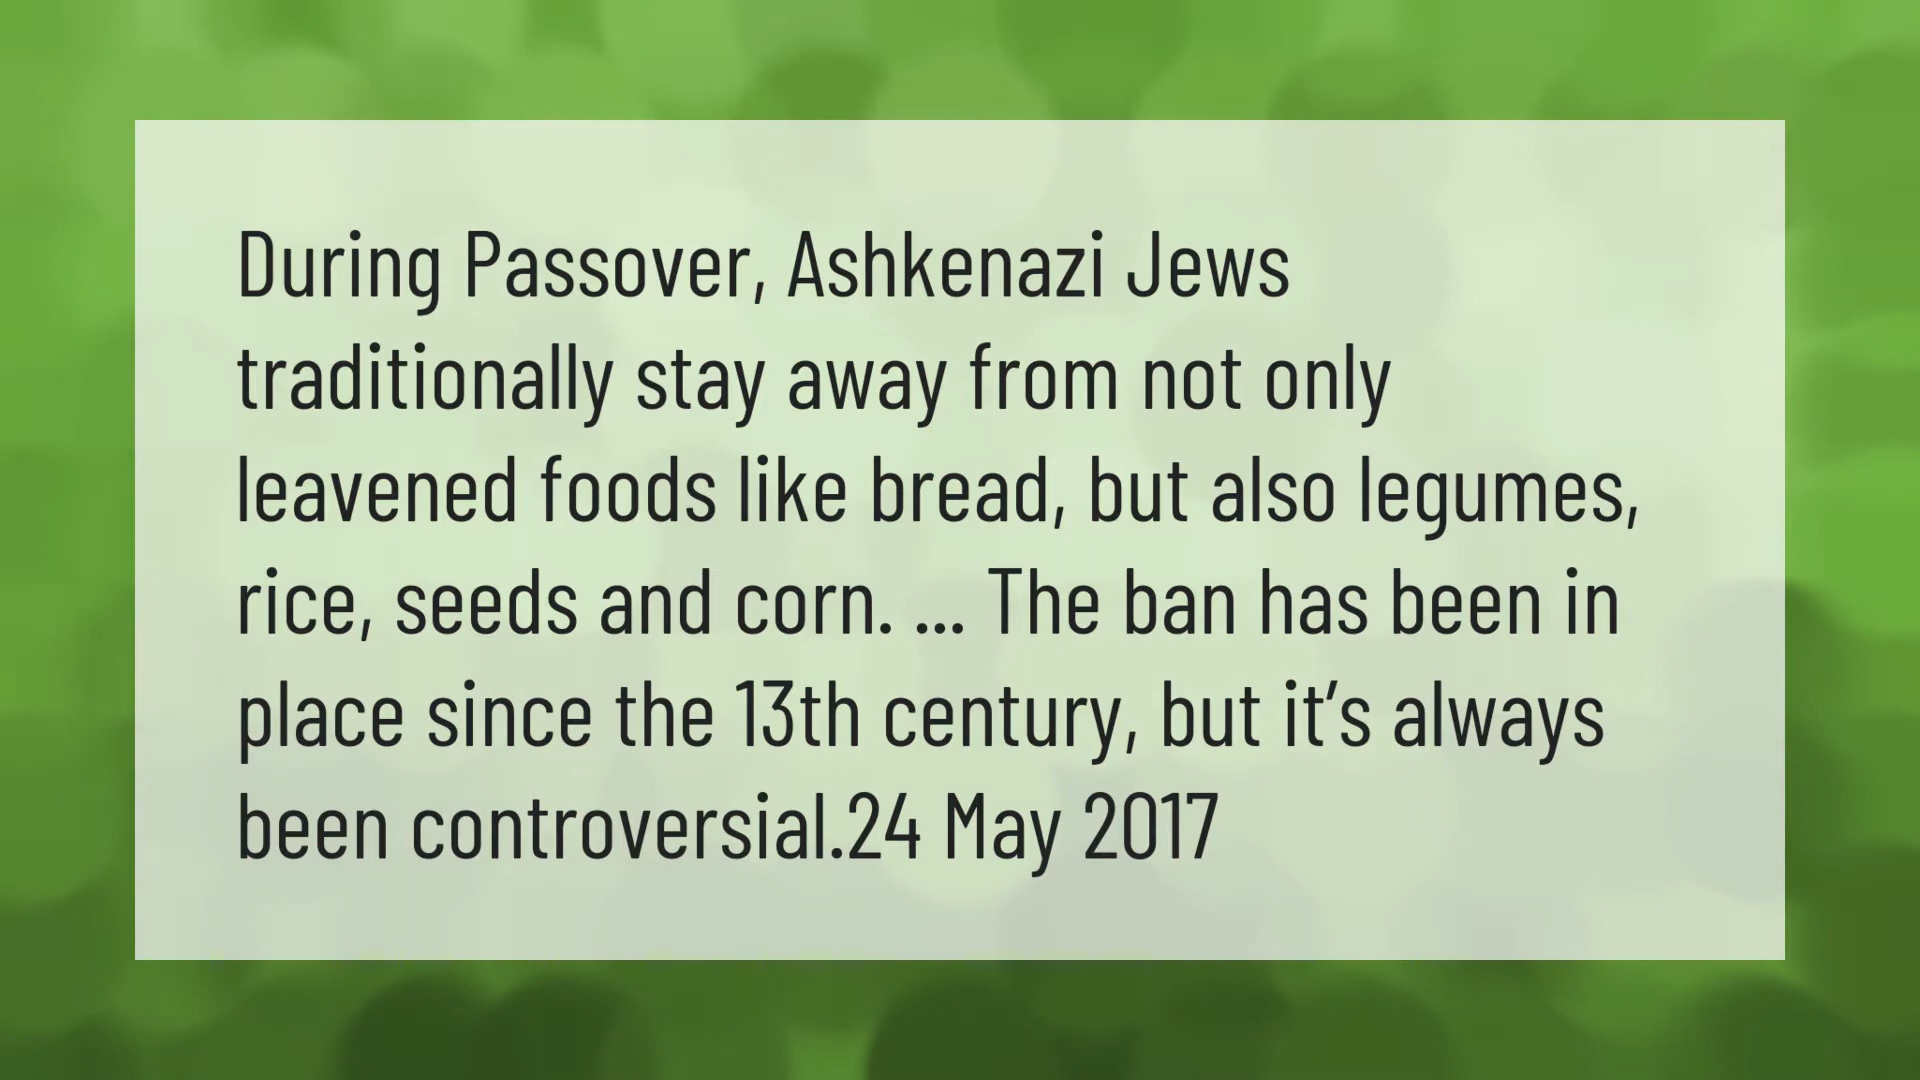 During Passover, Ashkenazi Jews
traditionally stay away from not only
leavened foods like bread, but also legumes,
rice, seeds and corn. ... The ban has been in
place since the 13th century, but it’s always
been controversial.24 May 2017